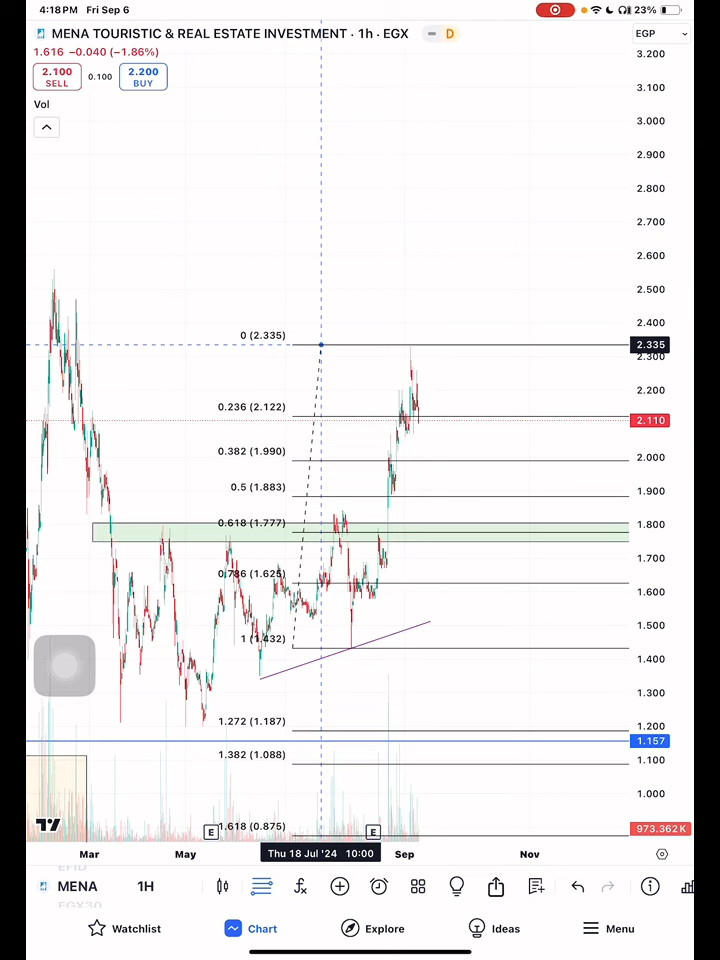 4:18 PM Fri Sep 6
23%
MENA TOURISTIC & REAL ESTATE INVESTMENT · 1h · EGX
D
EGP
1.616 −0.040 (−1.86%)
2.100
SELL
0.100
2.200
BUY
Vol
3.200
3.100
3.000
2.900
2.800
2.700
2.600
2.500
2.400
2.335
2.300
2.200
2.110
2.000
1.900
1.800
1.700
1.600
1.500
1.400
1.300
1.200
1.157
1.100
1.000
973.362K
0 (2.335)
0.236 (2.122)
0.382 (1.990)
0.5 (1.883)
0.618 (1.777)
0.786 (1.625)
1 (1.432)
1.272 (1.187)
1.382 (1.088)
1.618 (0.875)
E
E
Mar
May
Thu 18 Jul '24 10:00
Sep
Nov
EFID
MENA
1H
EGX30
Watchlist
Chart
Explore
Ideas
Menu